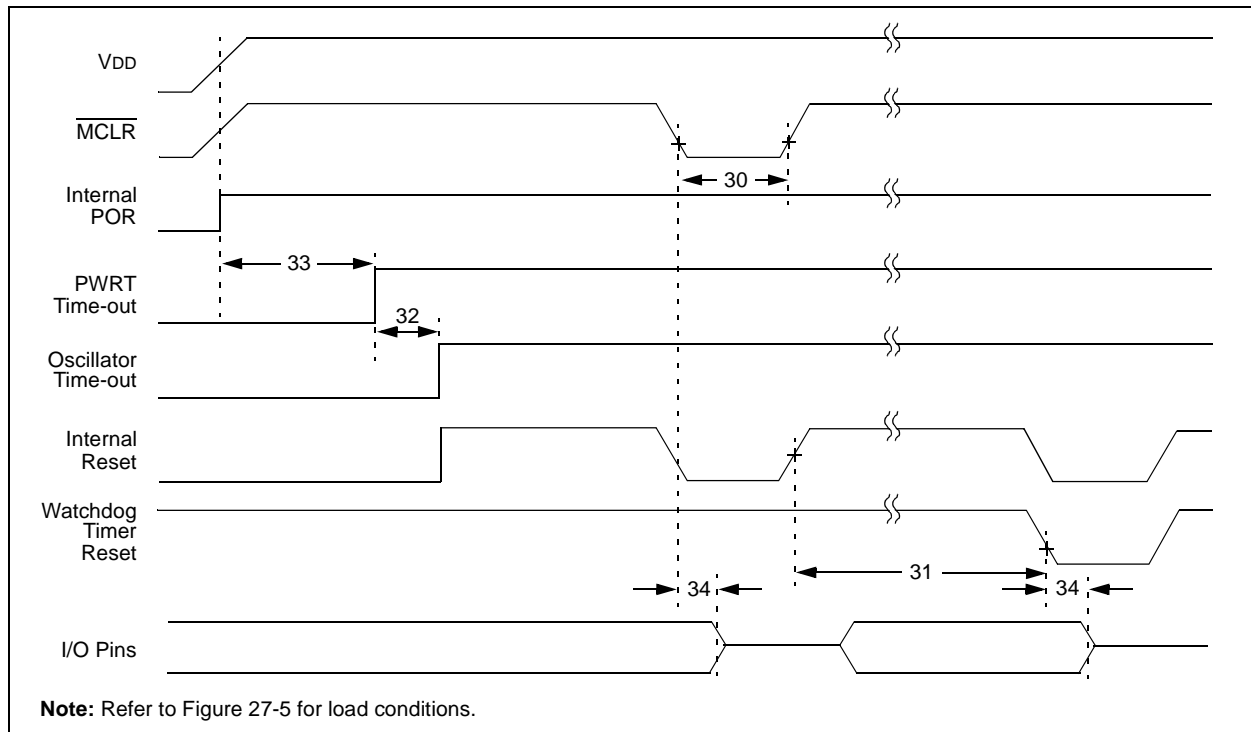 VDD
MCLR
30
Internal
POR
33
PWRT
Time-out
32
Oscillator
Time-out
Internal
Reset
Watchdog
Timer
Reset
31
34
34
I/O Pins
Note: Refer to Figure 27-5 for load conditions.